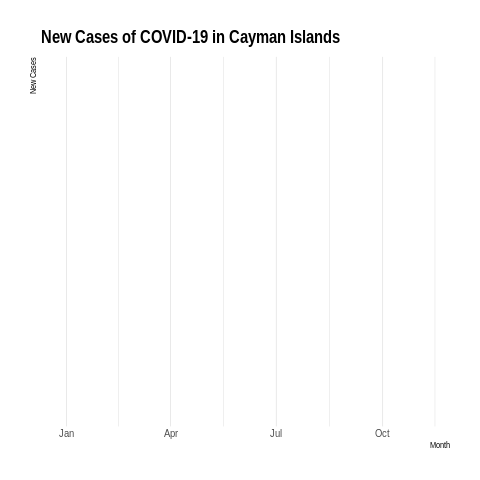 New Cases of COVID-19 in Cayman Islands
New Cases
Jan Apr Jul Oct
Month